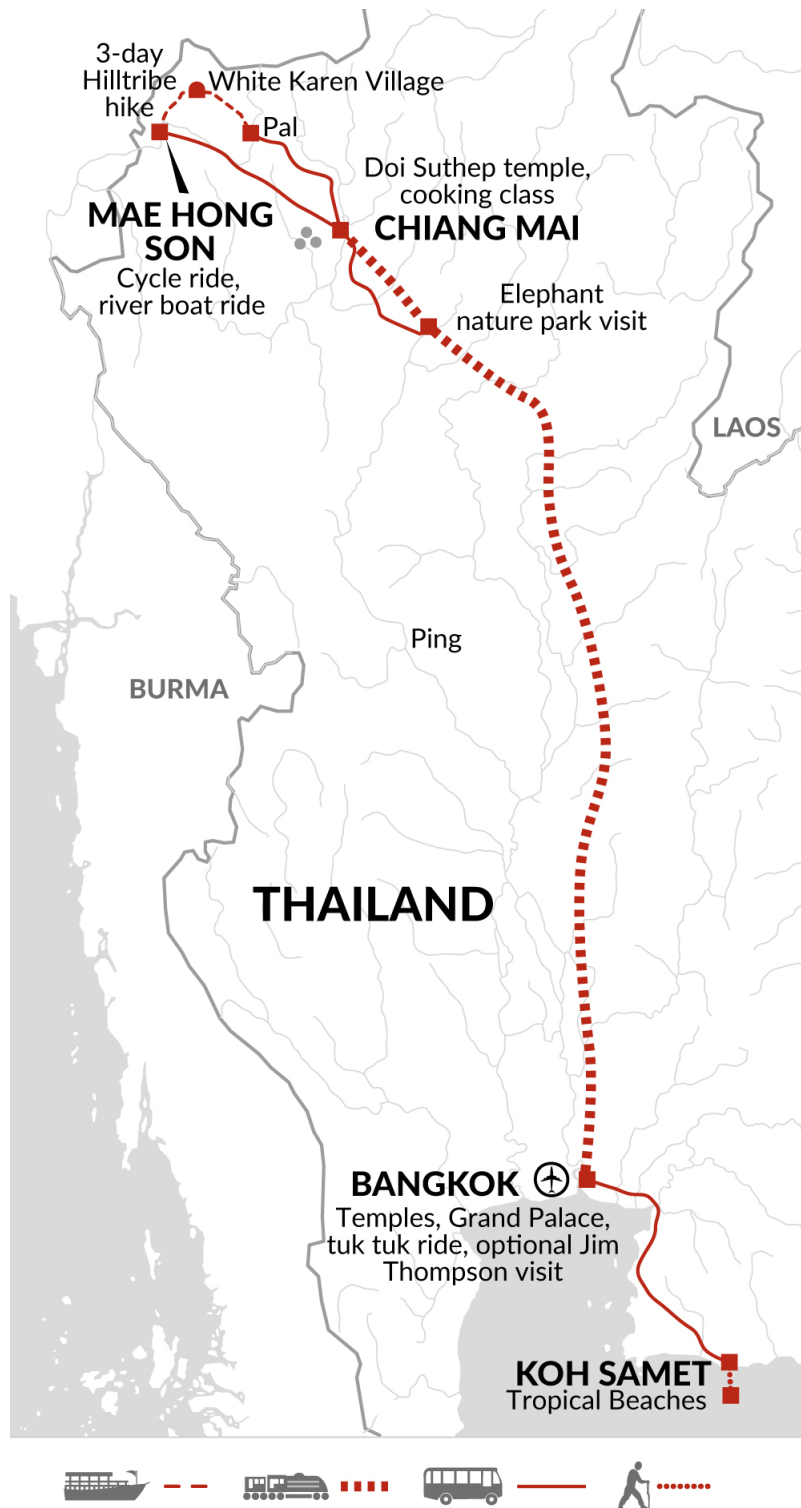 3-day
Hilltribe
hike
White Karen Village
Pal
MAE HONG
SON
Cycle ride,
river boat ride
Doi Suthep temple,
cooking class
CHIANG MAI
Elephant
nature park visit
LAOS
Ping
BURMA
THAILAND
BANGKOK
Temples, Grand Palace,
tuk tuk ride, optional Jim
Thompson visit
KOH SAMET
Tropical Beaches